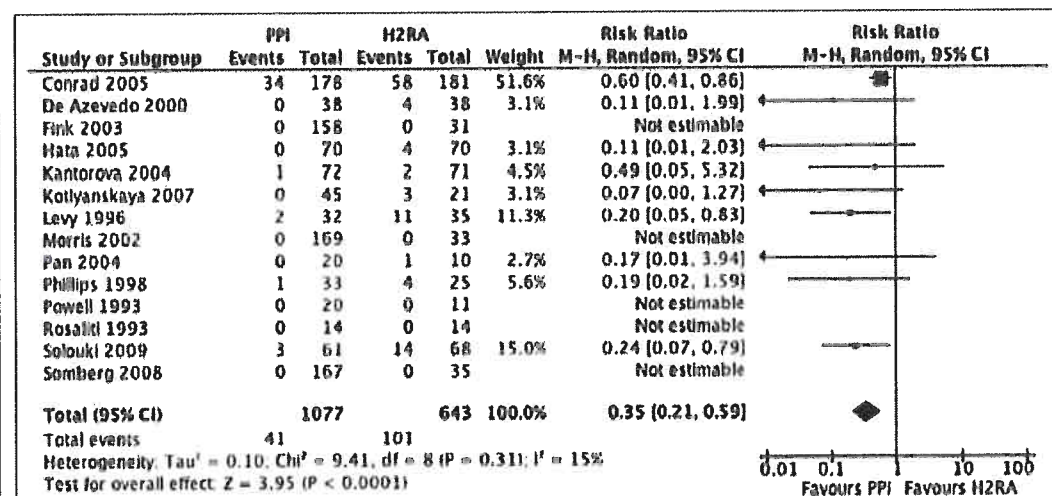 PPI H2RA Risk Ratio Risk Ratio
Study or Subgroup Events Total Events Total Weight M-H, Random, 95% CI M-H, Random, 95% CI
Conrad 2005 34 178 58 181 51.6% 0.60 [0.41, 0.86]
De Azevedo 2000 0 38 4 38 3.1% 0.11 [0.01, 1.99]
Fink 2003 0 158 0 31 Not estimable
Hata 2005 0 70 4 70 3.1% 0.11 [0.01, 2.03]
Kantorova 2004 1 72 2 71 4.5% 0.49 [0.05, 5.32]
Kotlyanskaya 2007 0 45 3 21 3.1% 0.07 [0.00, 1.27]
Levy 1996 2 32 11 35 11.3% 0.20 [0.05, 0.83]
Morris 2002 0 169 0 33 Not estimable
Pan 2004 0 20 1 10 2.7% 0.17 [0.01, 3.94]
Phillips 1998 1 33 4 25 5.6% 0.19 [0.02, 1.59]
Powell 1993 0 20 0 11 Not estimable
1993 0 14 0 14 Not estimable
Solouki 2009 3 61 14 68 15.0% 0.24 [0.07, 0.79]
Somberg 2008 0 167 0 35 Not estimable
Total (95% CI) 1077 643 100.0% 0.35 [0.21, 0.59]
Total events 41 101
Heterogeneity: Tau² = 0.10; Chi² = 9.41, df = 8 (P = 0.31); I² = 15%
Test for overall effect: Z = 3.95 (P < 0.0001)
0.01 0.1 1 10 100
Favours PPI Favours H2RA